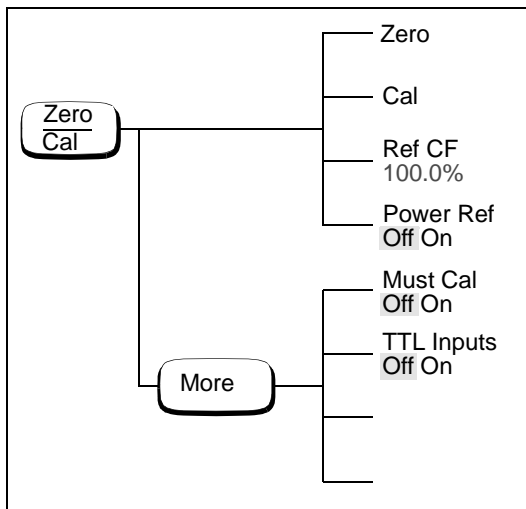 Zero
Cal
Zero
Cal
Ref CF
100.0%
Power Ref
Off On
More
Must Cal
Off On
TTL Inputs
Off On